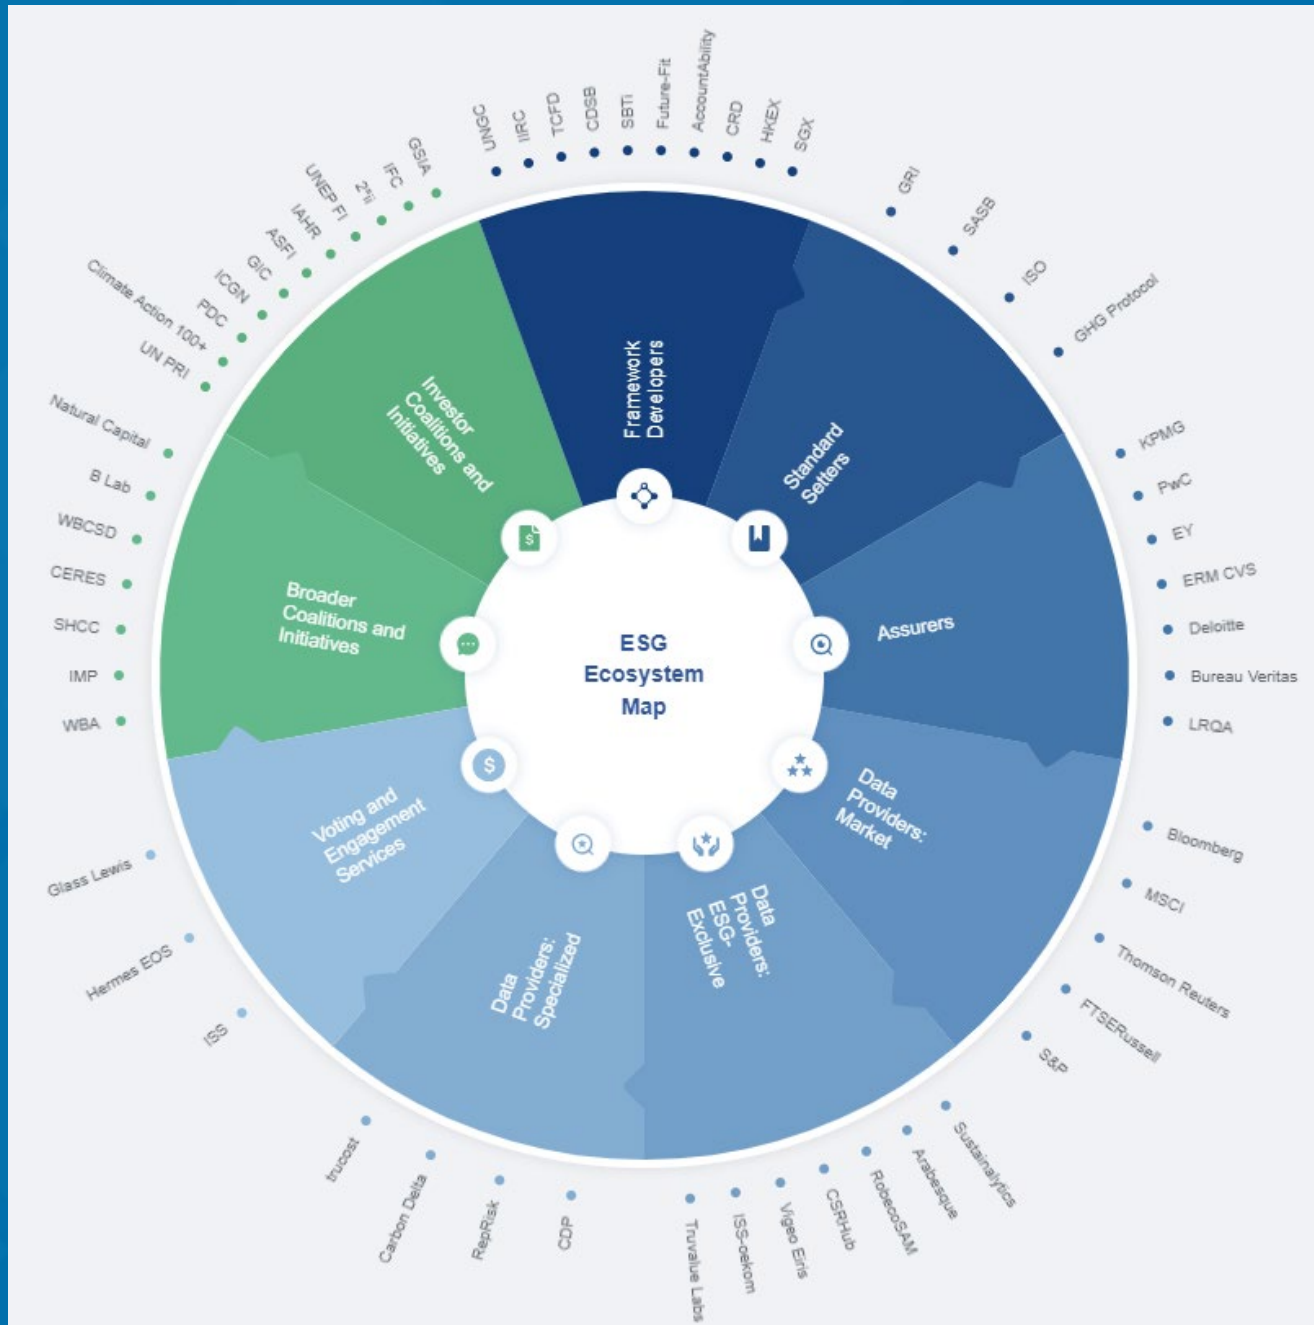 ESG
Ecosystem
Map
Framework
Developers
UNGC
IIRC
TCFD
CDSB
SBTi
Future-Fit
AccountAbility
CRD
HKEX
SGX
Standard
Setters
GRI
SASB
ISO
GHG Protocol
Assurers
KPMG
PwC
EY
ERM CVS
Deloitte
Bureau Veritas
LRQA
Data
Providers:
Market
Bloomberg
MSCI
Thomson Reuters
FTSERussell
S&P
Data
Providers:
ESG-
Exclusive
Sustainalytics
Arabesque
RobecoSAM
CSRHub
Vigeo Eiris
ISS-oekom
Truvalue Labs
Data
Providers:
Specialized
CDP
RepRisk
Carbon Delta
trucost
Voting and
Engagement
Services
ISS
Hermes EOS
Glass Lewis
Broader
Coalitions and
Initiatives
WBA
IMP
SHCC
CERES
WBCSD
B Lab
Natural Capital
Investor
Coalitions and
Initiatives
UN PRI
Climate Action 100+
PDC
ICGN
GIC
ASFI
IAHR
UNEP FI
2°ii
IFC
GSIA